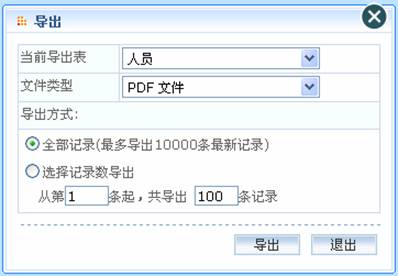 导出
当前导出表 人员
文件类型 PDF 文件
导出方式:
全部记录(最多导出10000条最新记录)
选择记录数导出
从第 1 条起，共导出 100 条记录
导出 退出